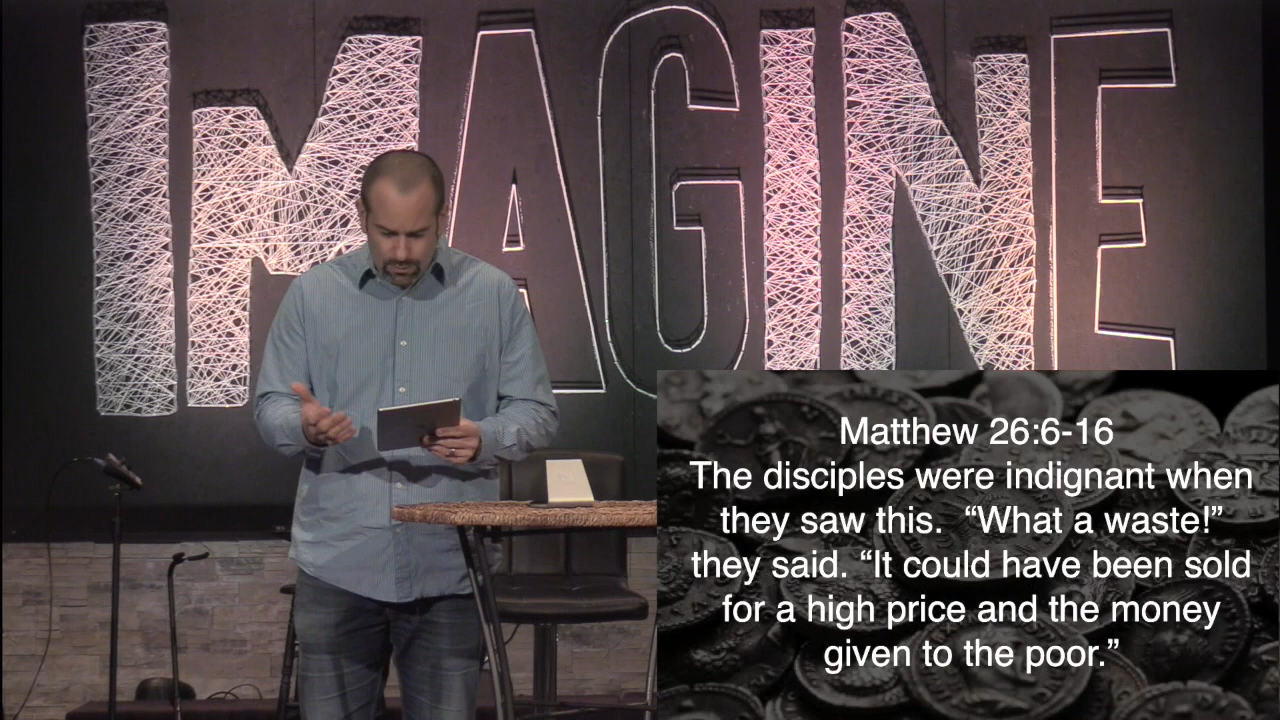 IMAGINE
Matthew 26:6-16
The disciples were indignant when
they saw this.  “What a waste!”
they said. “It could have been sold
for a high price and the money
given to the poor.”